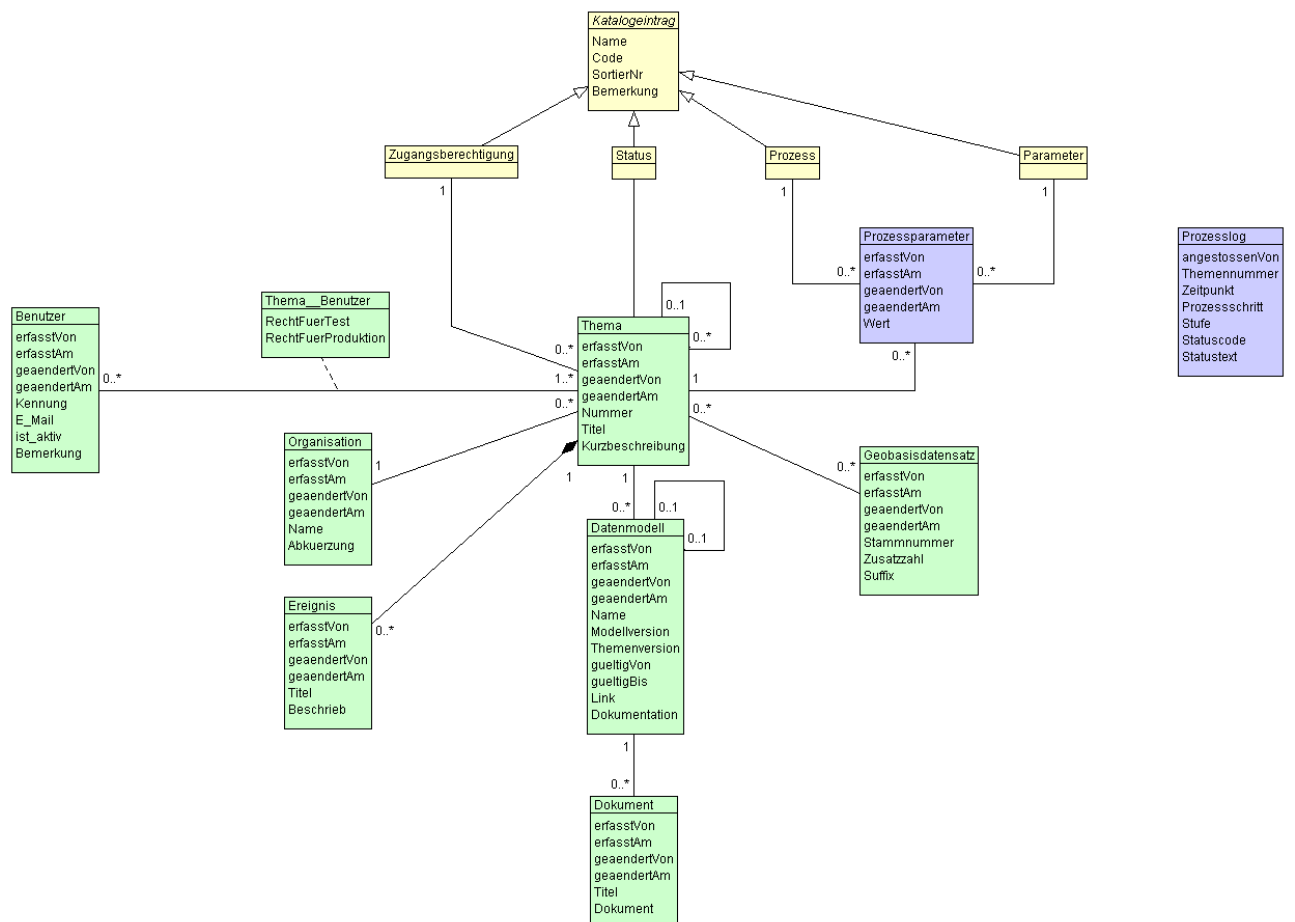 Katalogeintrag
Name
Code
SortierNr
Bemerkung
Zugangsberechtigung
Status
Prozess
Parameter
1
1
1
Prozessparameter
erfasstVon
erfasstAm
geaendertVon
geaendertAm
Wert
0..*
0..*
0..*
Prozesslog
angestossenVon
Themennummer
Zeitpunkt
Prozessschritt
Stufe
Statuscode
Statustext
Thema__Benutzer
RechtFuerTest
RechtFuerProduktion
Benutzer
erfasstVon
erfasstAm
geaendertVon
geaendertAm
Kennung
E_Mail
ist_aktiv
Bemerkung
0..*
0..1
0..*
Thema
erfasstVon
erfasstAm
geaendertVon
geaendertAm
Nummer
Titel
Kurzbeschreibung
0..*
1..*
0..*
1
1
0..*
1
Organisation
erfasstVon
erfasstAm
geaendertVon
geaendertAm
Name
Abkuerzung
1
Geobasisdatensatz
erfasstVon
erfasstAm
geaendertVon
geaendertAm
Stammnummer
Zusatzzahl
Suffix
0..*
0..*
0..1
0..1
Datenmodell
erfasstVon
erfasstAm
geaendertVon
geaendertAm
Name
Modellversion
Themenversion
gueltigVon
gueltigBis
Link
Dokumentation
Ereignis
erfasstVon
erfasstAm
geaendertVon
geaendertAm
Titel
Beschrieb
0..*
1
0..*
Dokument
erfasstVon
erfasstAm
geaendertVon
geaendertAm
Titel
Dokument